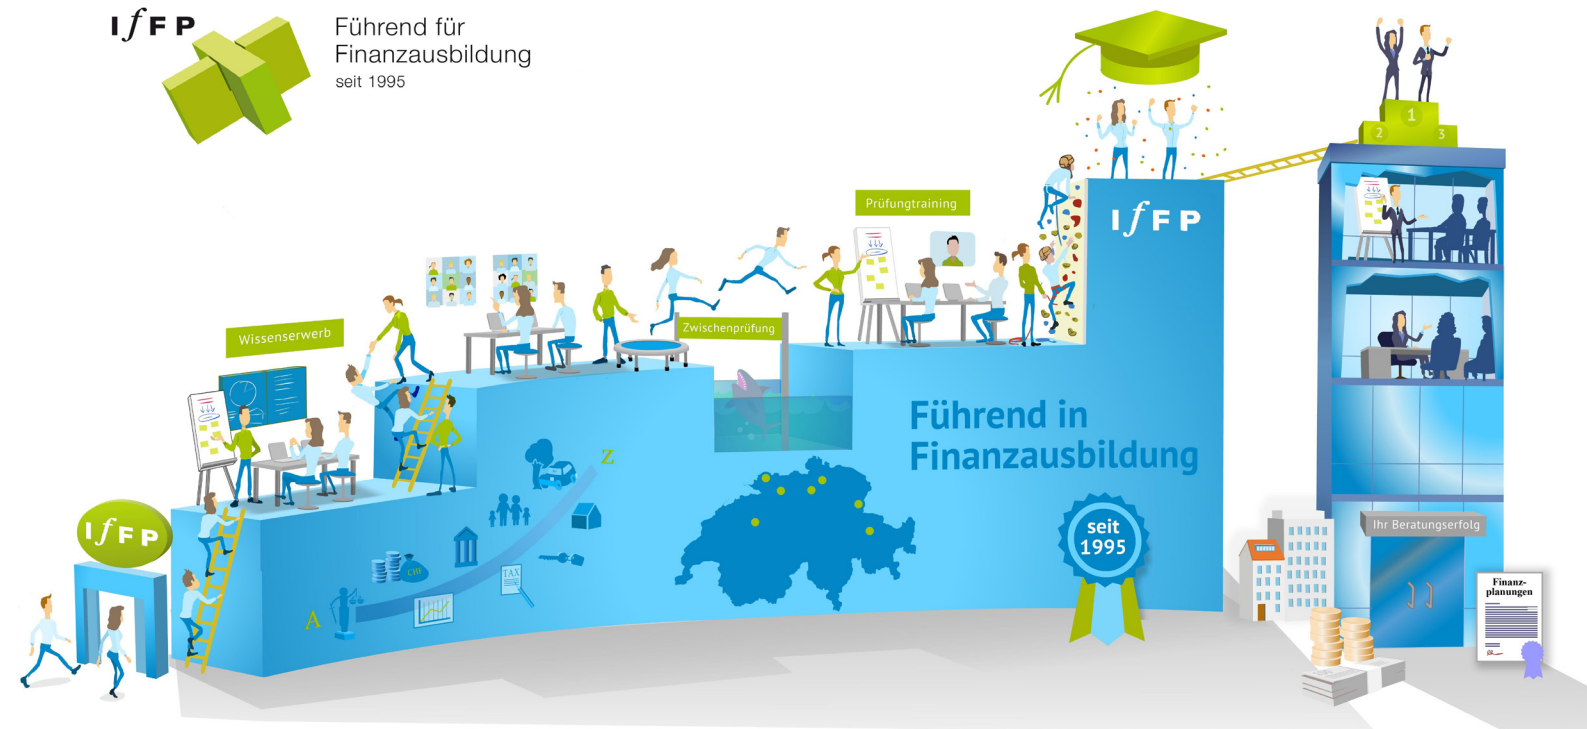 IfFP
Führend für
Finanzausbildung
seit 1995
1
2
3
Prüfungtraining
IfFP
Zwischenprüfung
Wissenserwerb
Führend in
Finanzausbildung
Z
seit
1995
Ihr Beratungserfolg
IfFP
CHF
TAX
A
Finanz-
planungen